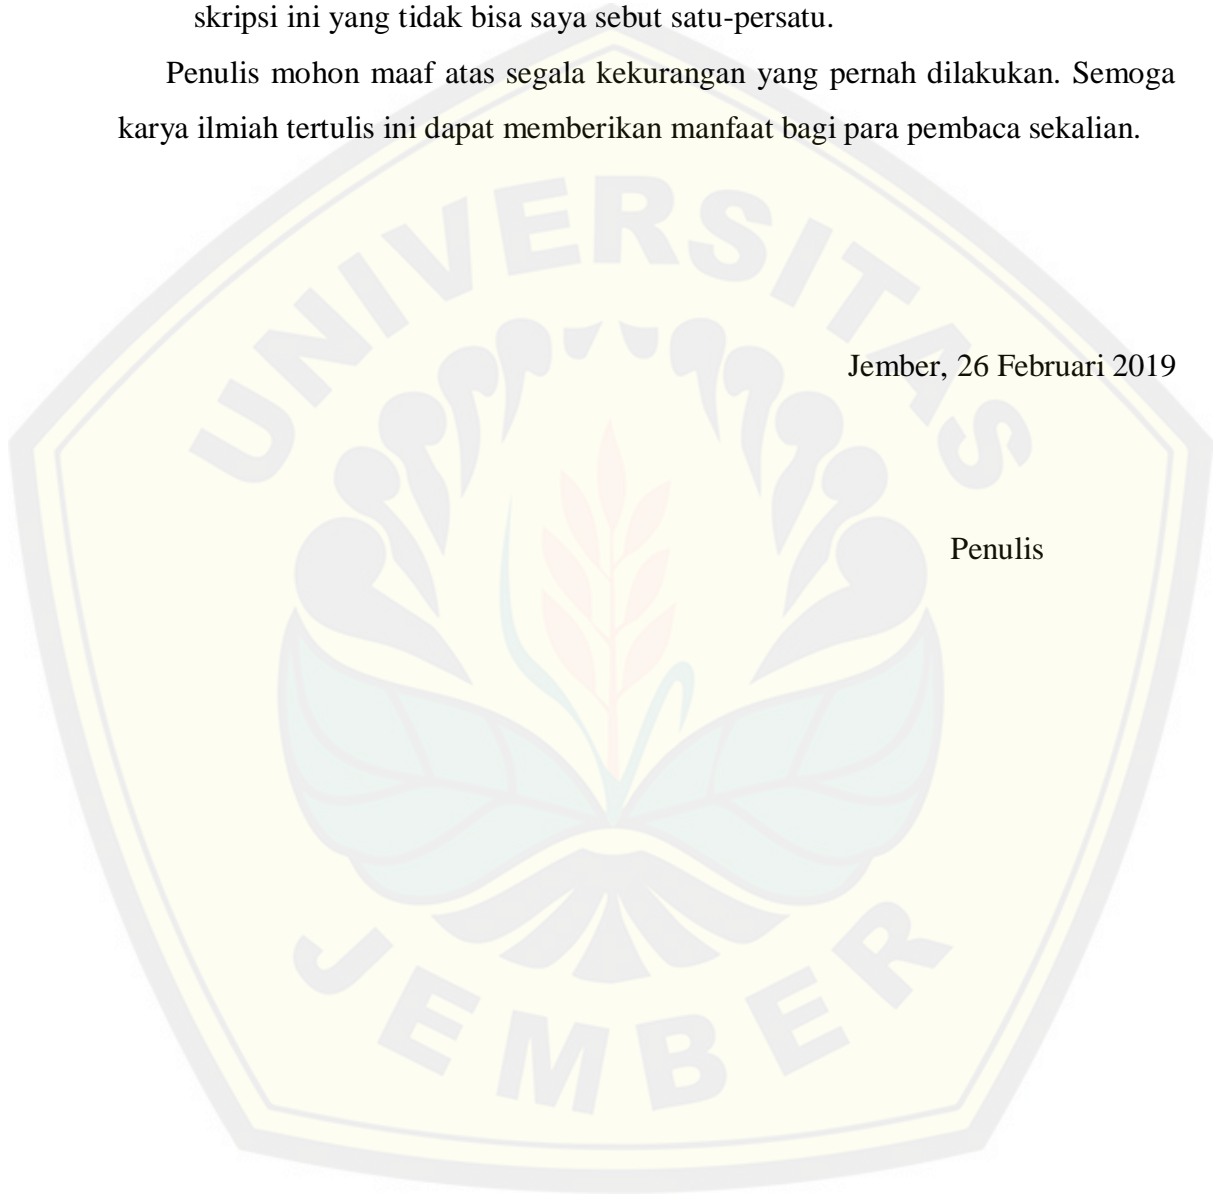 skripsi ini yang tidak bisa saya sebut satu-persatu.
Penulis mohon maaf atas segala kekurangan yang pernah dilakukan. Semoga
karya ilmiah tertulis ini dapat memberikan manfaat bagi para pembaca sekalian.
UNIVERSITAS
Jember, 26 Februari 2019
Penulis
JEMBER